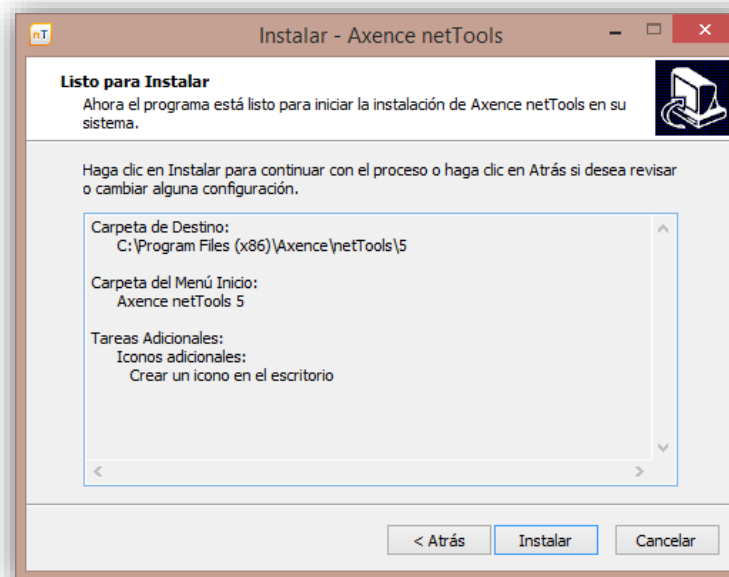 nT
Instalar - Axence netTools
Listo para Instalar
Ahora el programa está listo para iniciar la instalación de Axence netTools en su
sistema.
Haga clic en Instalar para continuar con el proceso o haga clic en Atrás si desea revisar
o cambiar alguna configuración.
Carpeta de Destino:
C:\Program Files (x86)\Axence\netTools\5
Carpeta del Menú Inicio:
Axence netTools 5
Tareas Adicionales:
Iconos adicionales:
Crear un icono en el escritorio
< Atrás
Instalar
Cancelar